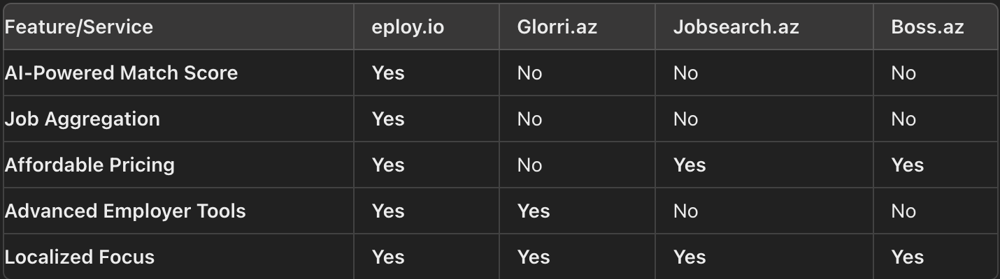 Feature/Service eploy.io Glorri.az Jobsearch.az Boss.az
AI-Powered Match Score Yes No No No
Job Aggregation Yes No No No
Affordable Pricing Yes No Yes Yes
Advanced Employer Tools Yes Yes No No
Localized Focus Yes Yes Yes Yes